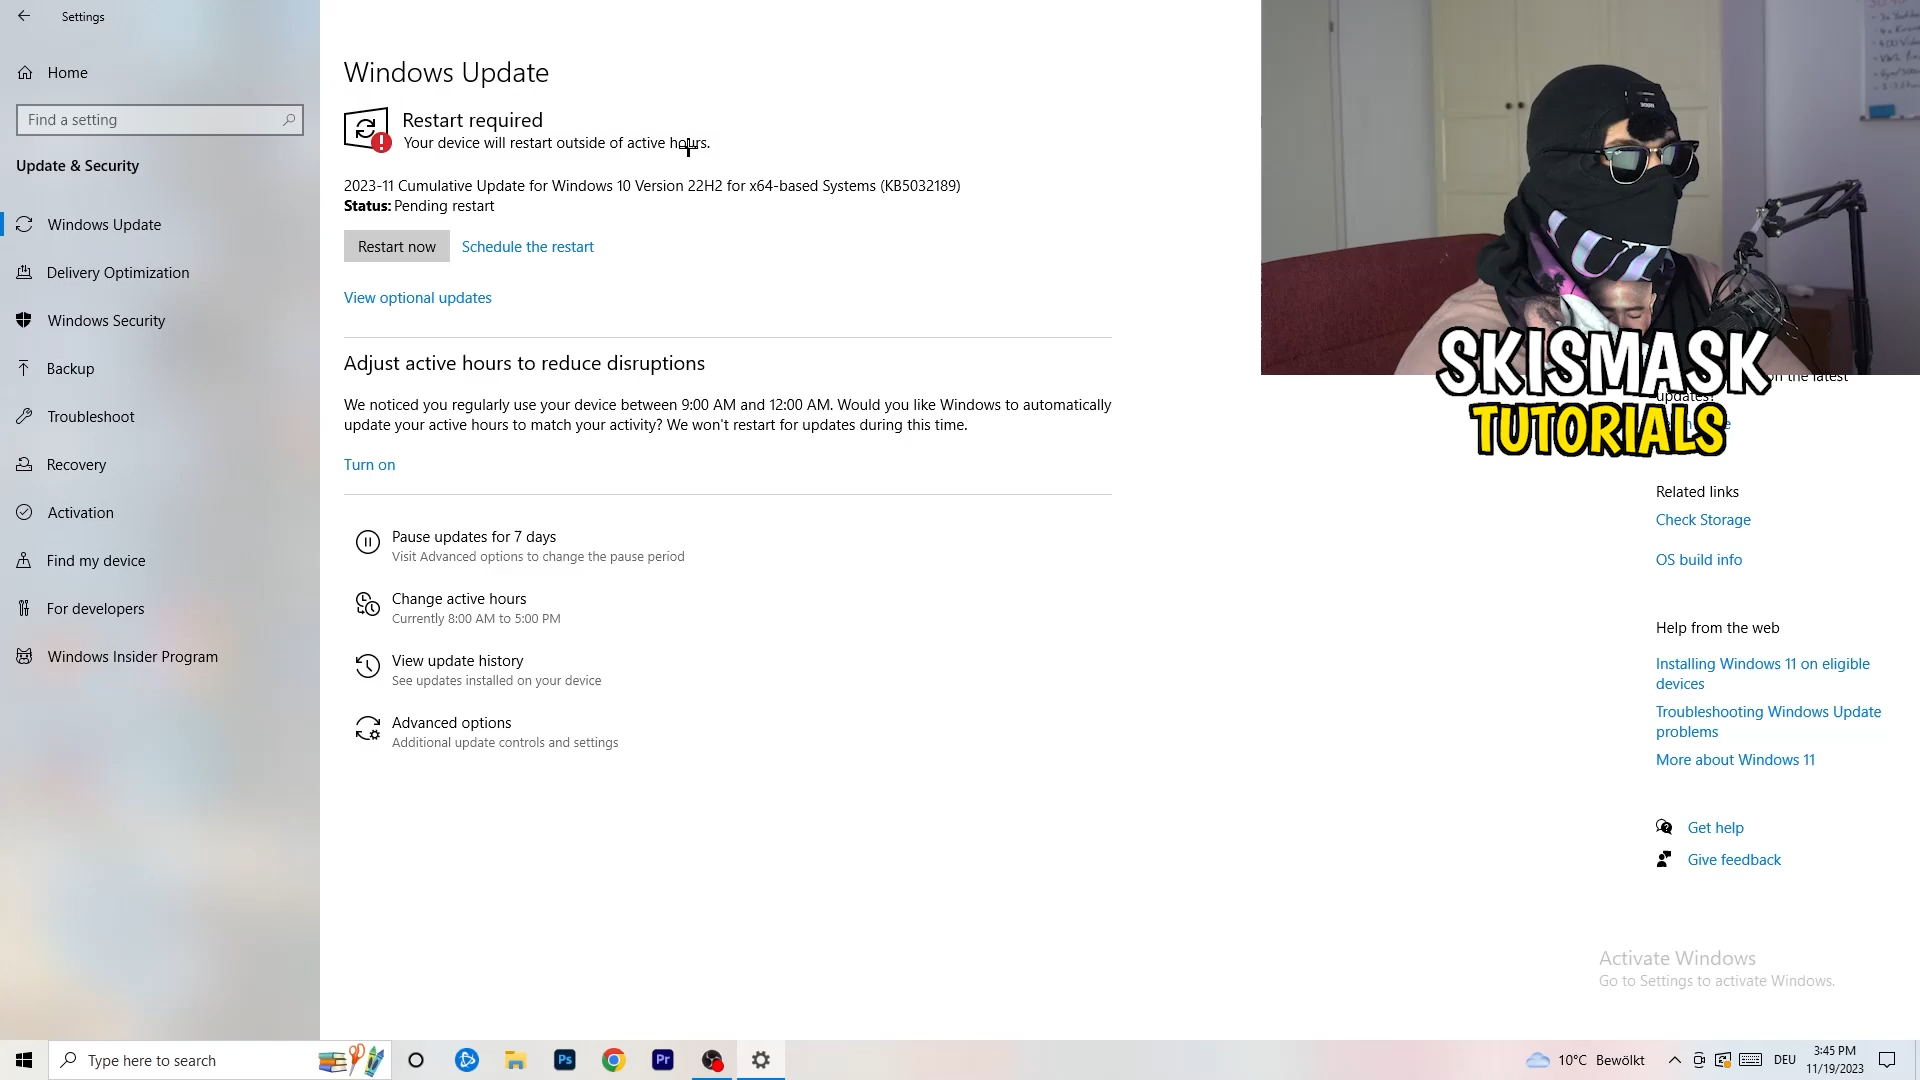 Settings
Home
Find a setting
Update & Security
Windows Update
Delivery Optimization
Windows Security
Backup
Troubleshoot
Recovery
Activation
Find my device
For developers
Windows Insider Program
Windows Update
Restart required
Your device will restart outside of active hours.
2023-11 Cumulative Update for Windows 10 Version 22H2 for x64-based Systems (KB5032189)
Status: Pending restart
Restart now
Schedule the restart
View optional updates
Adjust active hours to reduce disruptions
We noticed you regularly use your device between 9:00 AM and 12:00 AM. Would you like Windows to automatically
update your active hours to match your activity? We won't restart for updates during this time.
Turn on
Pause updates for 7 days
Visit Advanced options to change the pause period
Change active hours
Currently 8:00 AM to 5:00 PM
View update history
See updates installed on your device
Advanced options
Additional update controls and settings
SKISMASK
TUTORIALS
on the latest
updates?
Related links
Check Storage
OS build info
Help from the web
Installing Windows 11 on eligible
devices
Troubleshooting Windows Update
problems
More about Windows 11
Get help
Give feedback
Activate Windows
Go to Settings to activate Windows.
Type here to search
Ps
Pr
10°C Bewölkt
DEU
3:45 PM
11/19/2023